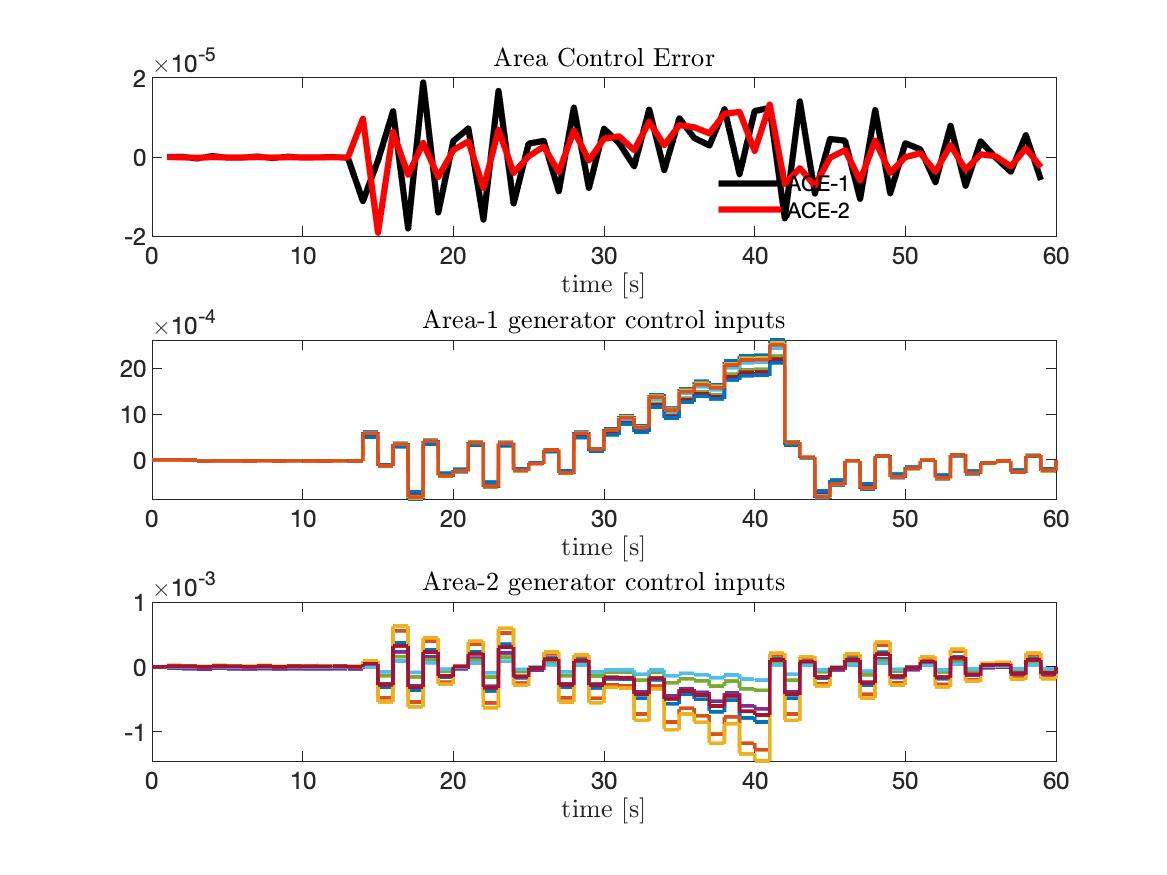 Area Control Error
×10-5
2
0
-2
0 10 20 30 40 50 60
time [s]
ACE-1
ACE-2
Area-1 generator control inputs
×10-4
20
10
0
0 10 20 30 40 50 60
time [s]
Area-2 generator control inputs
×10-3
1
0
-1
0 10 20 30 40 50 60
time [s]